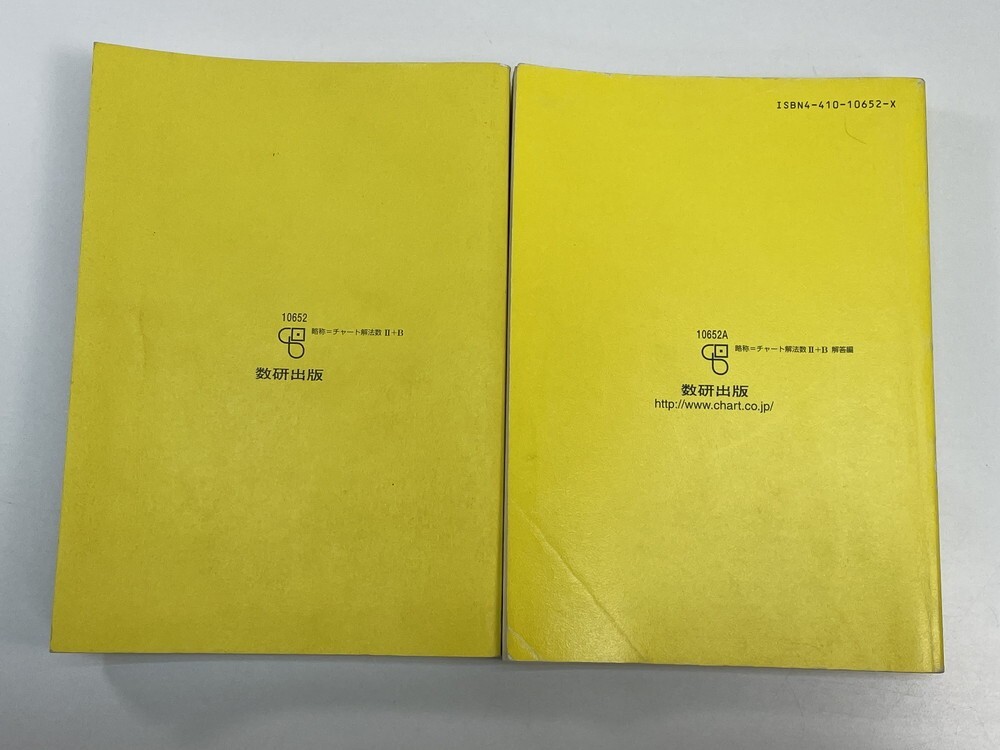 10652
略称=チャート解法数 II+B
数研出版
ISBN4-410-10652-X
10652A
略称=チャート解法数 II+B 解答編
数研出版
http://www.chart.co.jp/